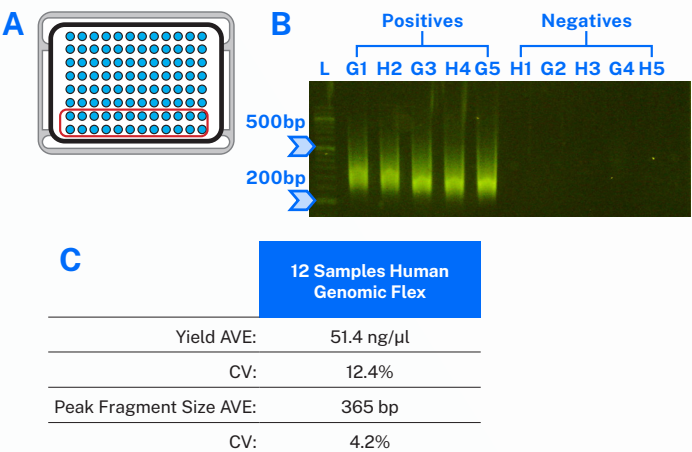 A
B
Positives
Negatives
L G1 H2 G3 H4 G5 H1 G2 H3 G4 H5
500bp
200bp
C
12 Samples Human
Genomic Flex
Yield AVE: 51.4 ng/µl
CV: 12.4%
Peak Fragment Size AVE: 365 bp
CV: 4.2%